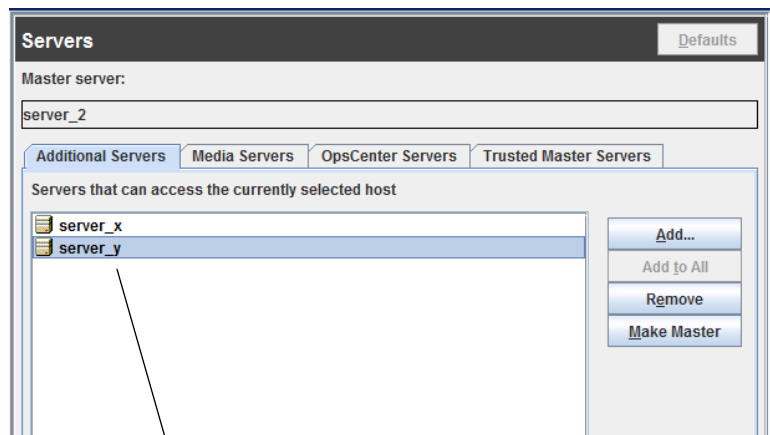 Servers
Defaults
Master server:
server_2
Additional Servers
Media Servers
OpsCenter Servers
Trusted Master Servers
Servers that can access the currently selected host
server_x
server_y
Add...
Add to All
Remove
Make Master